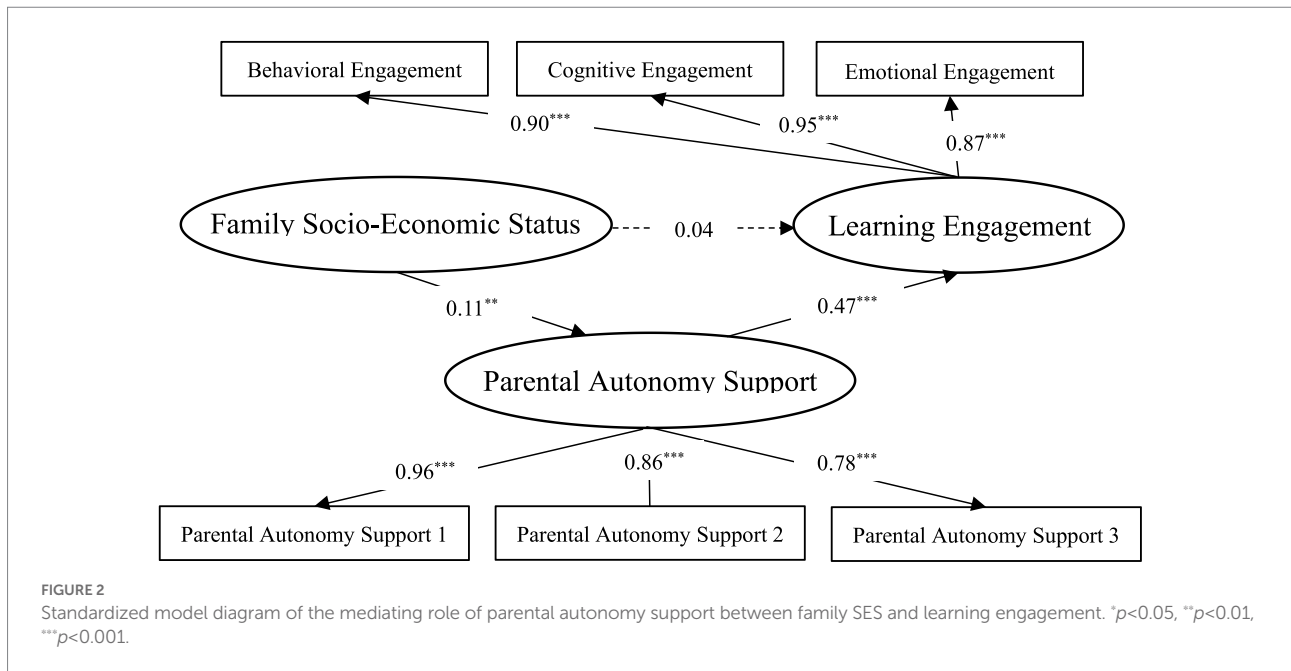 Behavioral Engagement
Cognitive Engagement
Emotional Engagement
0.90***
0.95***
0.87***
Family Socio-Economic Status
0.04
Learning Engagement
0.11**
0.47***
Parental Autonomy Support
0.96***
0.86***
0.78***
Parental Autonomy Support 1
Parental Autonomy Support 2
Parental Autonomy Support 3
FIGURE 2
Standardized model diagram of the mediating role of parental autonomy support between family SES and learning engagement. *p<0.05, **p<0.01,
***p<0.001.